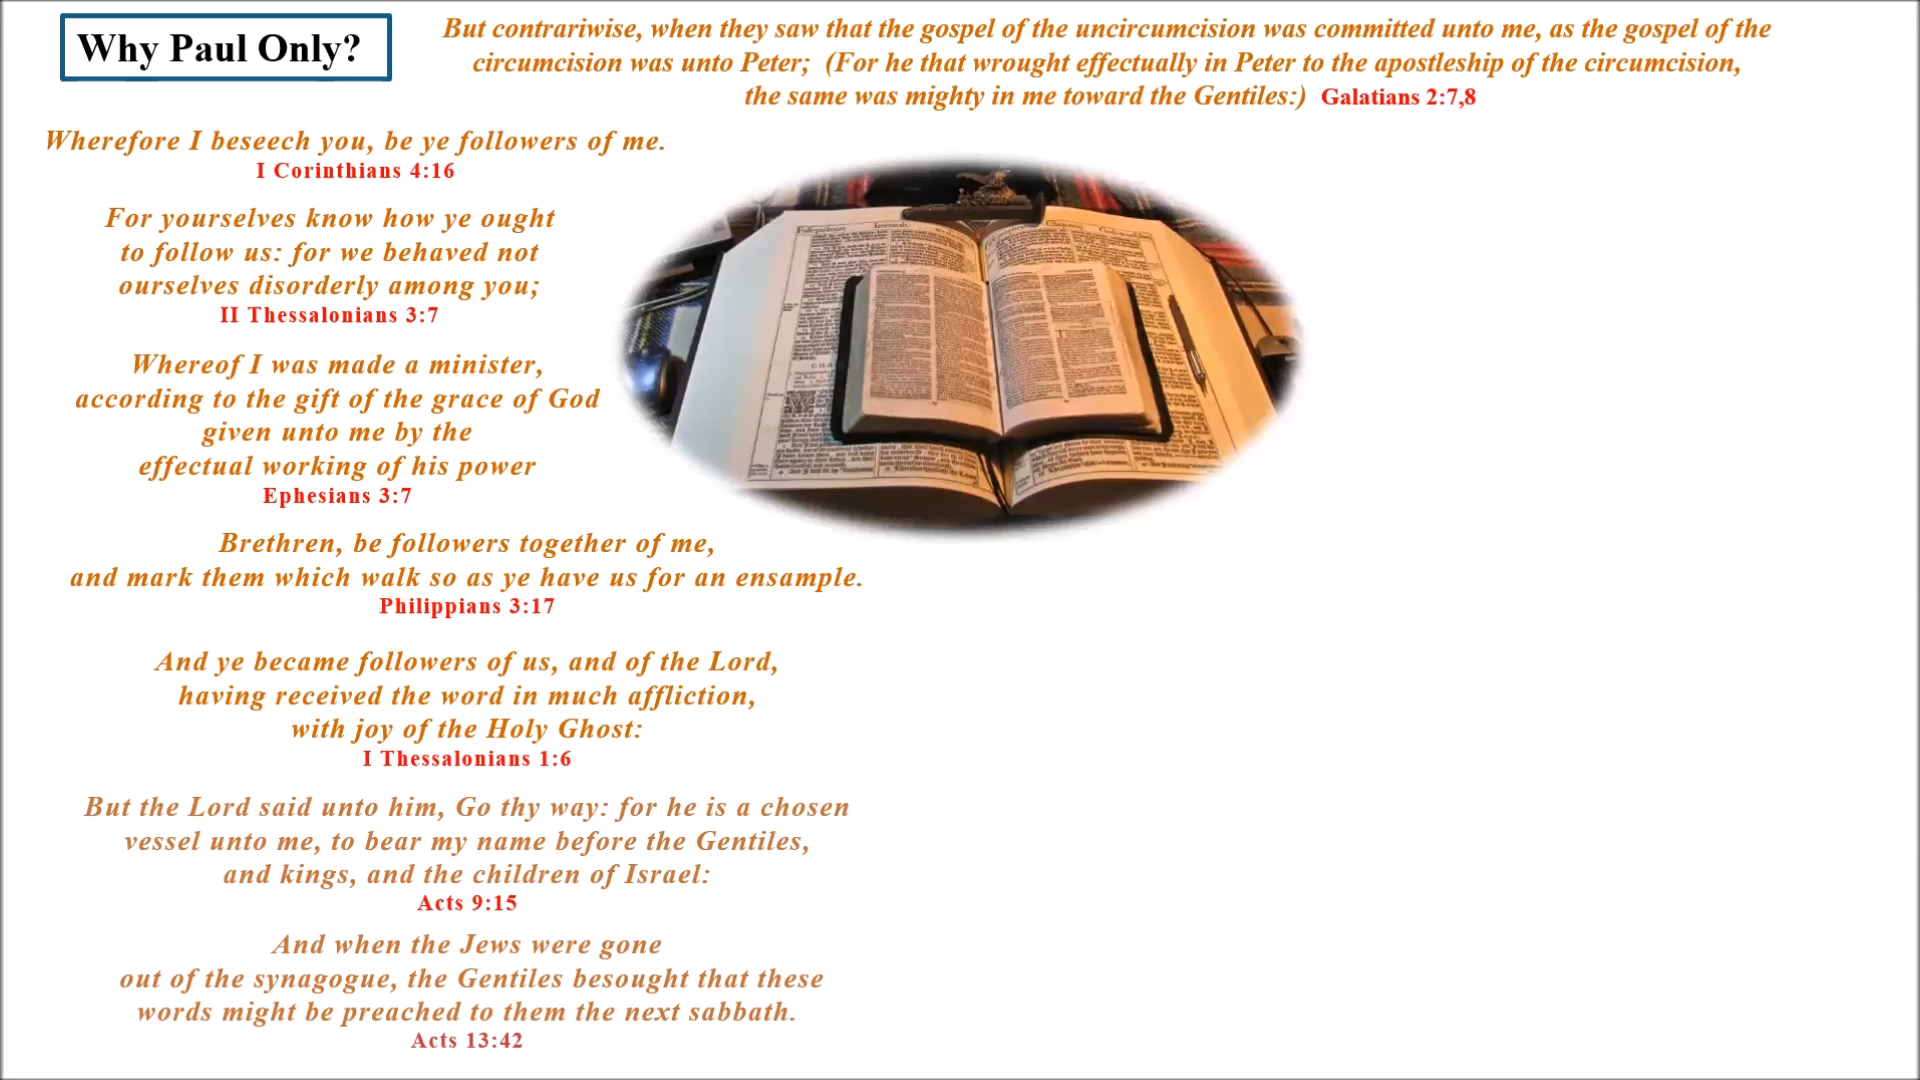 Why Paul Only?
But contrariwise, when they saw that the gospel of the uncircumcision was committed unto me, as the gospel of the
circumcision was unto Peter; (For he that wrought effectually in Peter to the apostleship of the circumcision,
the same was mighty in me toward the Gentiles:) Galatians 2:7,8
Wherefore I beseech you, be ye followers of me.
I Corinthians 4:16
For yourselves know how ye ought
to follow us: for we behaved not
ourselves disorderly among you;
II Thessalonians 3:7
Whereof I was made a minister,
according to the gift of the grace of God
given unto me by the
effectual working of his power
Ephesians 3:7
Brethren, be followers together of me,
and mark them which walk so as ye have us for an ensample.
Philippians 3:17
And ye became followers of us, and of the Lord,
having received the word in much affliction,
with joy of the Holy Ghost:
I Thessalonians 1:6
But the Lord said unto him, Go thy way: for he is a chosen
vessel unto me, to bear my name before the Gentiles,
and kings, and the children of Israel:
Acts 9:15
And when the Jews were gone
out of the synagogue, the Gentiles besought that these
words might be preached to them the next sabbath.
Acts 13:42